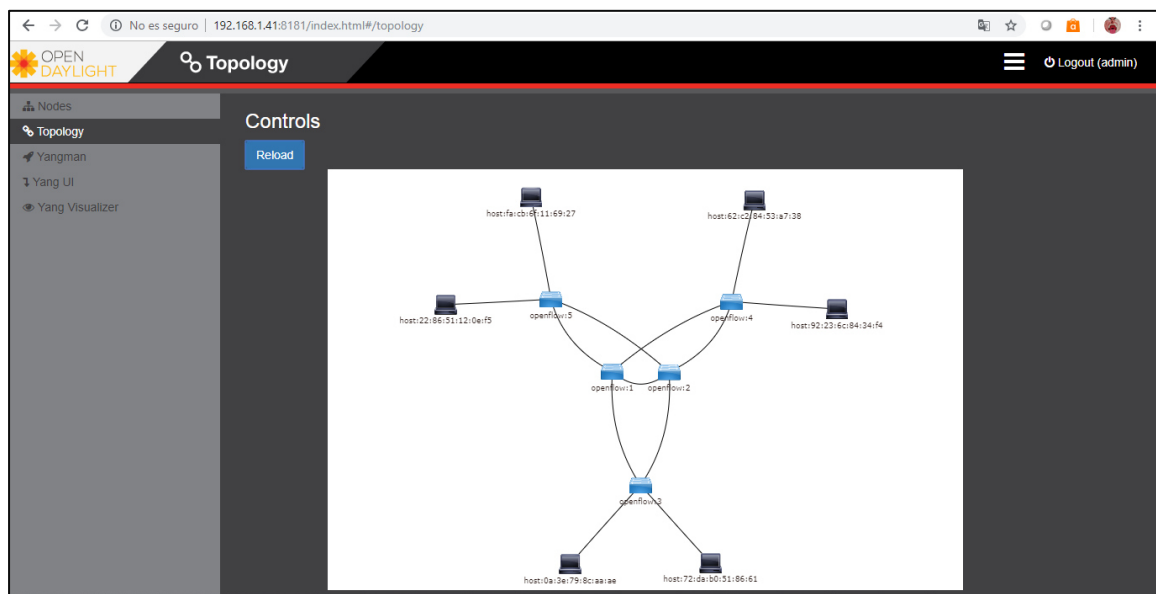 No es seguro | 192.168.1.41:8181/index.html#/topology
OPEN
DAYLIGHT
Topology
Logout (admin)
Nodes
Topology
Yangman
Yang UI
Yang Visualizer
Controls
Reload
host:fa:cb:6f:11:69:27
host:62:c2:84:53:a7:38
host:22:86:51:12:0e:f5
openflow:5
openflow:4
host:92:23:6c:84:34:f4
openflow:1
openflow:2
openflow:3
host:0a:3e:79:8c:aa:ae
host:72:da:b0:51:86:61